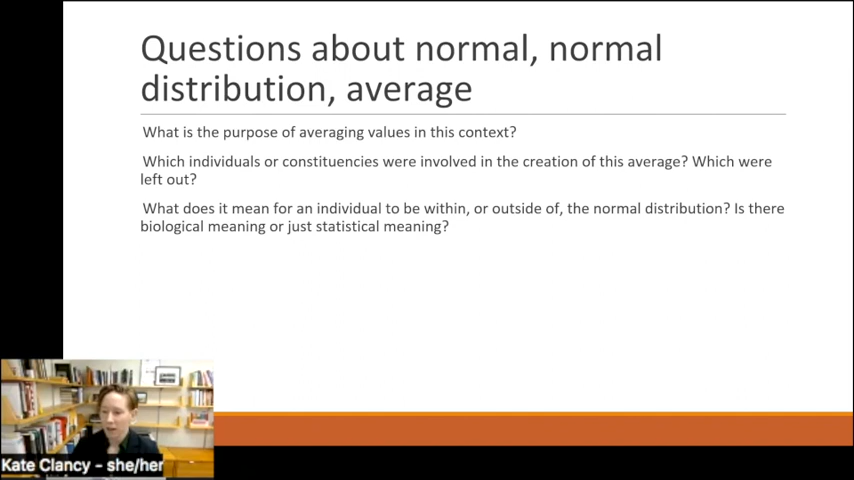 Questions about normal, normal
distribution, average
What is the purpose of averaging values in this context?
Which individuals or constituencies were involved in the creation of this average? Which were
left out?
What does it mean for an individual to be within, or outside of, the normal distribution? Is there
biological meaning or just statistical meaning?
Kate Clancy - she/her